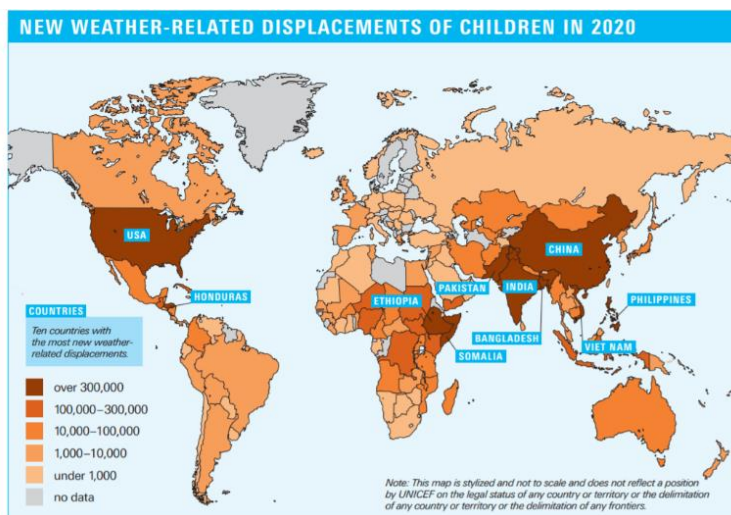 NEW WEATHER-RELATED DISPLACEMENTS OF CHILDREN IN 2020
USA
HONDURAS
CHINA
PAKISTAN
INDIA
ETHIOPIA
PHILIPPINES
BANGLADESH
VIET NAM
SOMALIA
COUNTRIES
Ten countries with
the most new weather-
related displacements.
over 300,000
100,000–300,000
10,000–100,000
1,000–10,000
under 1,000
no data
Note: This map is stylized and not to scale and does not reflect a position
by UNICEF on the legal status of any country or territory or the delimitation
of any country or territory or the delimitation of any frontiers.